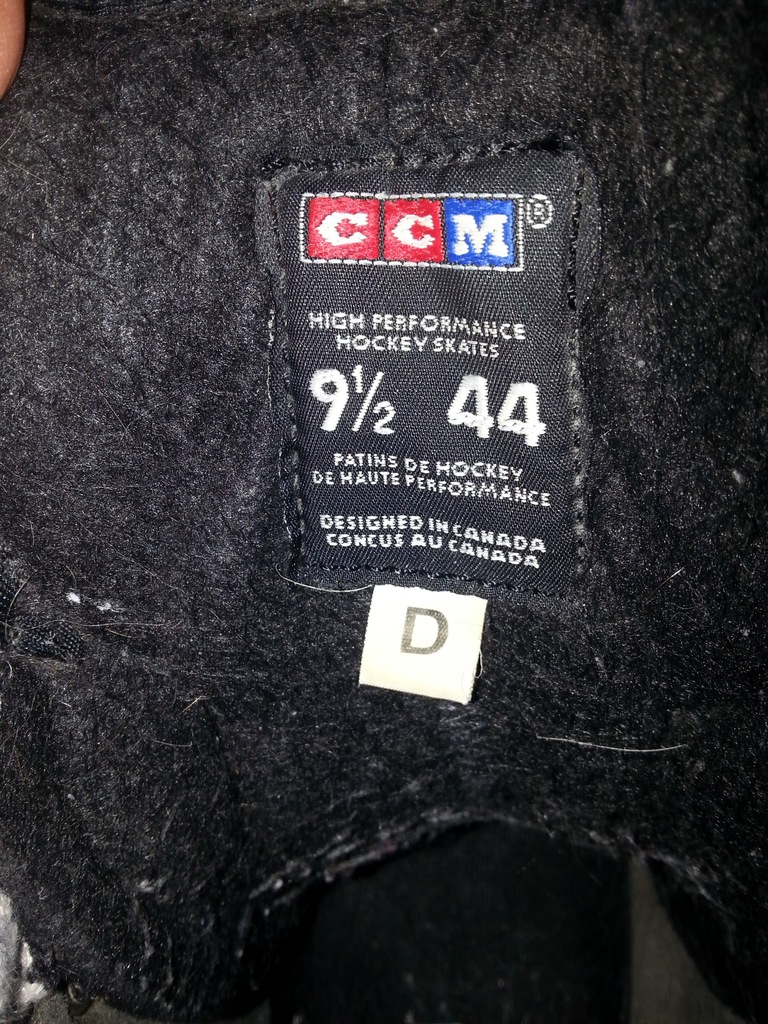 CCM®
HIGH PERFORMANCE
HOCKEY SKATES
9½ 44
PATINS DE HOCKEY
DE HAUTE PERFORMANCE
DESIGNED IN CANADA
CONCUS AU CANADA
D